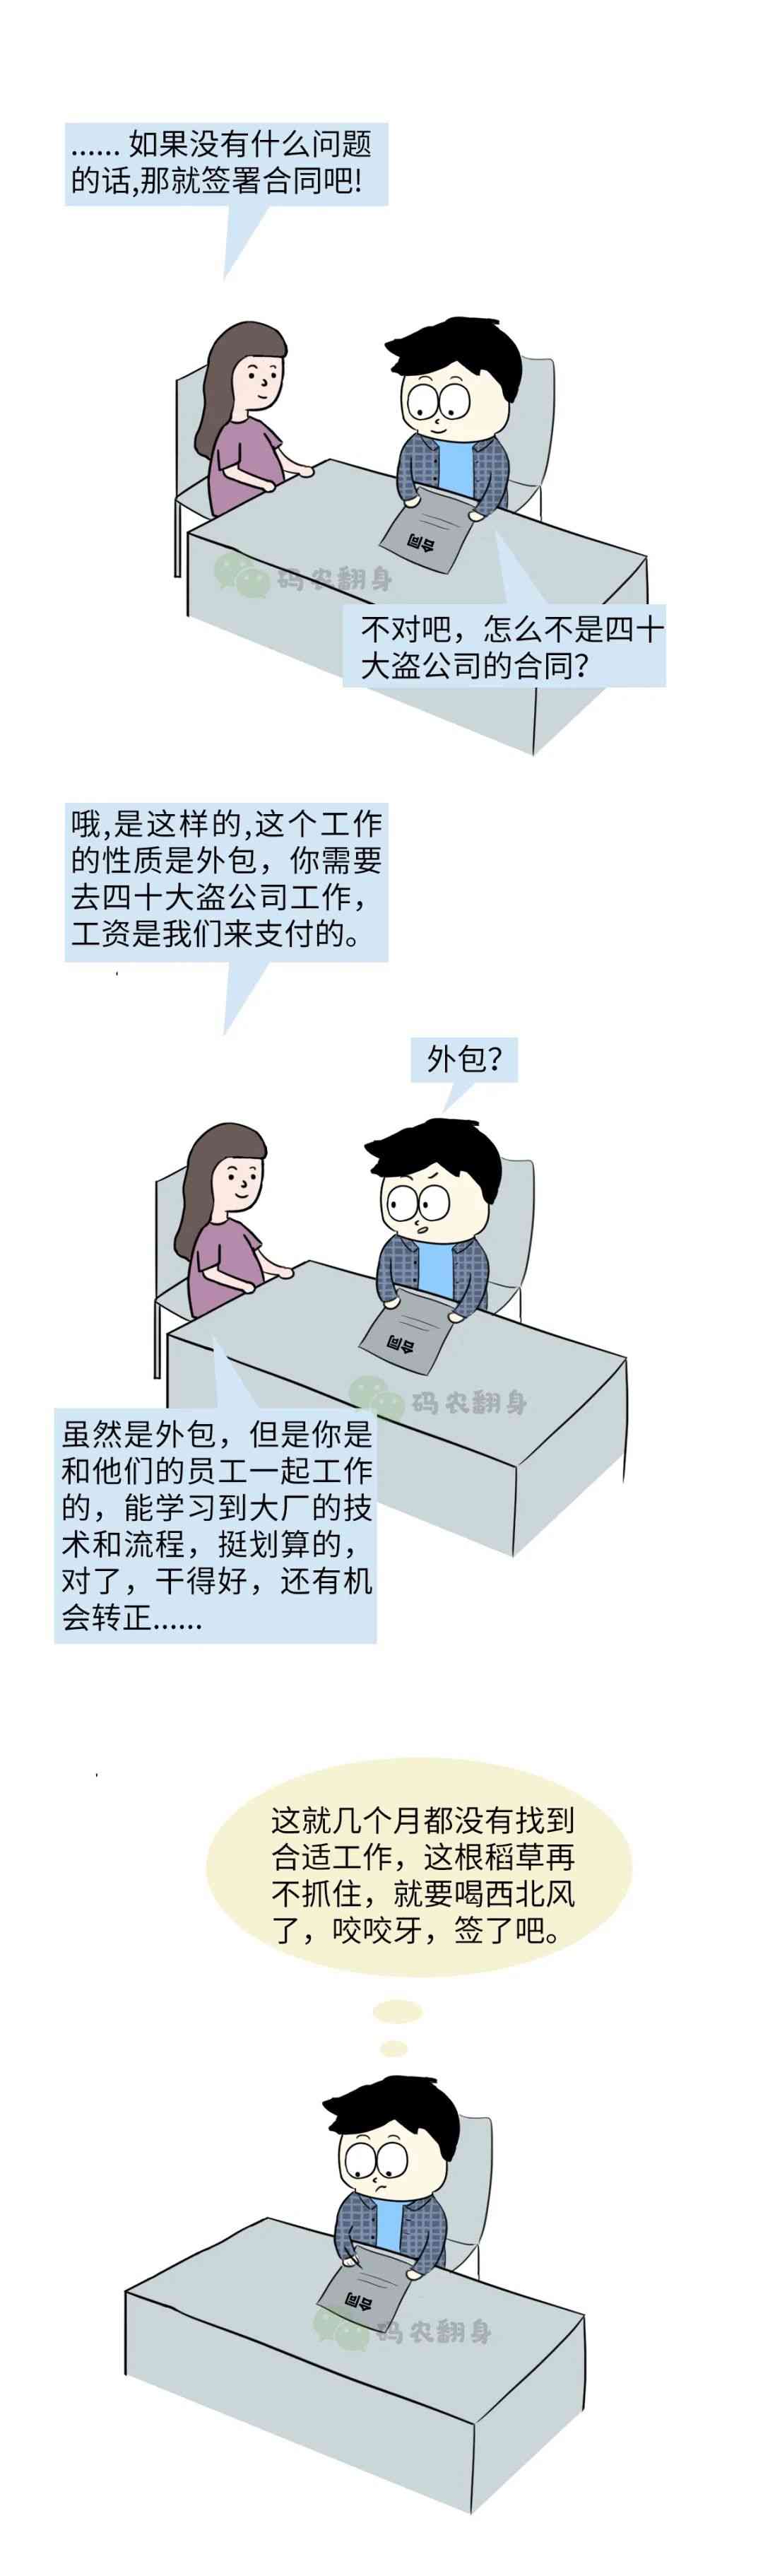 ...... 如果没有什么问题
的话,那就签署合同吧!
合同
码农翻身
不对吧，怎么不是四十
大盗公司的合同?
哦,是这样的,这个工作
的性质是外包，你需要
去四十大盗公司工作，
工资是我们来支付的。
外包?
合同
码农翻身
虽然是外包，但是你是
和他们的员工一起工作
的，能学习到大厂的技
术和流程，挺划算的，
对了，干得好，还有机
会转正......
这就几个月都没有找到
合适工作，这根稻草再
不抓住，就要喝西北风
了，咬咬牙，签了吧。
合同
码农翻身